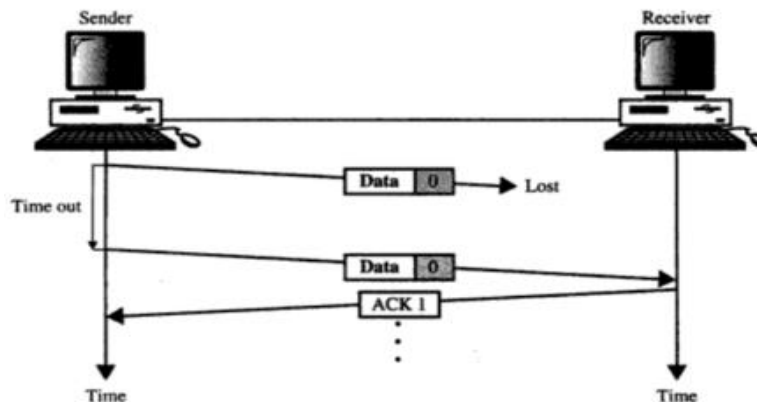 Sender Receiver
Data 0 Lost
Time out
Data 0
ACK 1
Time Time